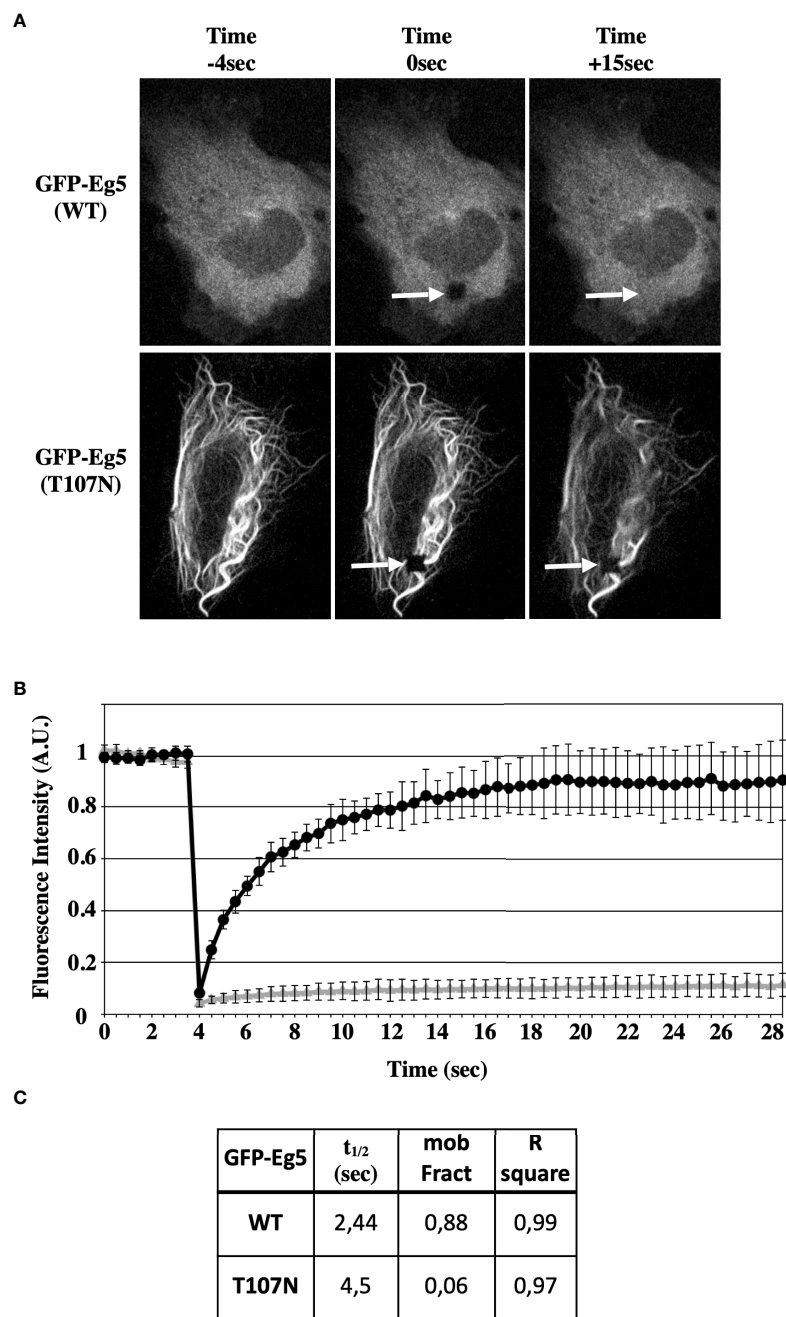 A
Time
-4sec
Time
0sec
Time
+15sec
GFP-Eg5
(WT)
GFP-Eg5
(T107N)
B
Fluorescence Intensity (A.U.)
1
0.8
0.6
0.4
0.2
0
0 2 4 6 8 10 12 14 16 18 20 22 24 26 28
Time (sec)
C
GFP-Eg5 t1/2 (sec) mob Fract R square
WT 2,44 0,88 0,99
T107N 4,5 0,06 0,97